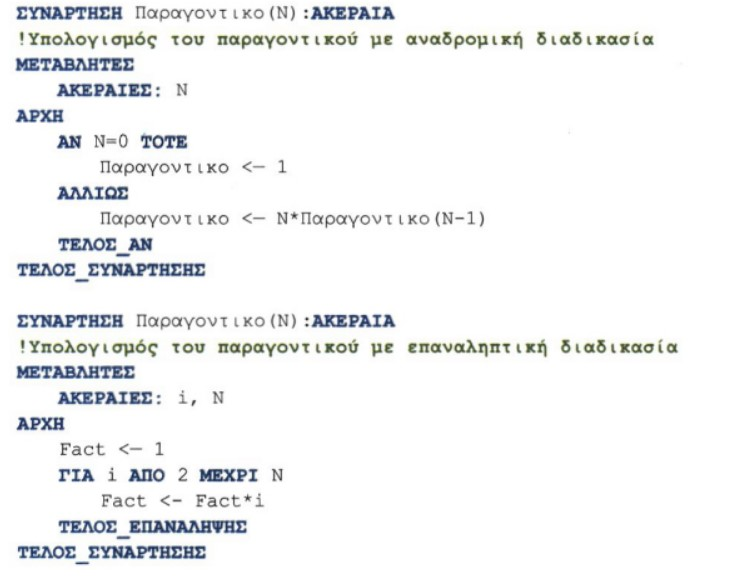 ΣΥΝΑΡΤΗΣΗ Παραγοντικο(Ν):ΑΚΕΡΑΙΑ
!Υπολογισμός του παραγοντικού με αναδρομική διαδικασία
ΜΕΤΑΒΛΗΤΕΣ
ΑΚΕΡΑΙΕΣ: Ν
ΑΡΧΗ
ΑΝ Ν=0 ΤΟΤΕ
Παραγοντικο <— 1
ΑΛΛΙΩΣ
Παραγοντικο <— Ν*Παραγοντικο(Ν-1)
ΤΕΛΟΣ_ΑΝ
ΤΕΛΟΣ_ΣΥΝΑΡΤΗΣΗΣ
ΣΥΝΑΡΤΗΣΗ Παραγοντικο(Ν):ΑΚΕΡΑΙΑ
!Υπολογισμός του παραγοντικού με επαναληπτική διαδικασία
ΜΕΤΑΒΛΗΤΕΣ
ΑΚΕΡΑΙΕΣ: i, Ν
ΑΡΧΗ
Fact <— 1
ΓΙΑ i ΑΠΟ 2 ΜΕΧΡΙ Ν
Fact <- Fact*i
ΤΕΛΟΣ_ΕΠΑΝΑΛΗΨΗΣ
ΤΕΛΟΣ_ΣΥΝΑΡΤΗΣΗΣ